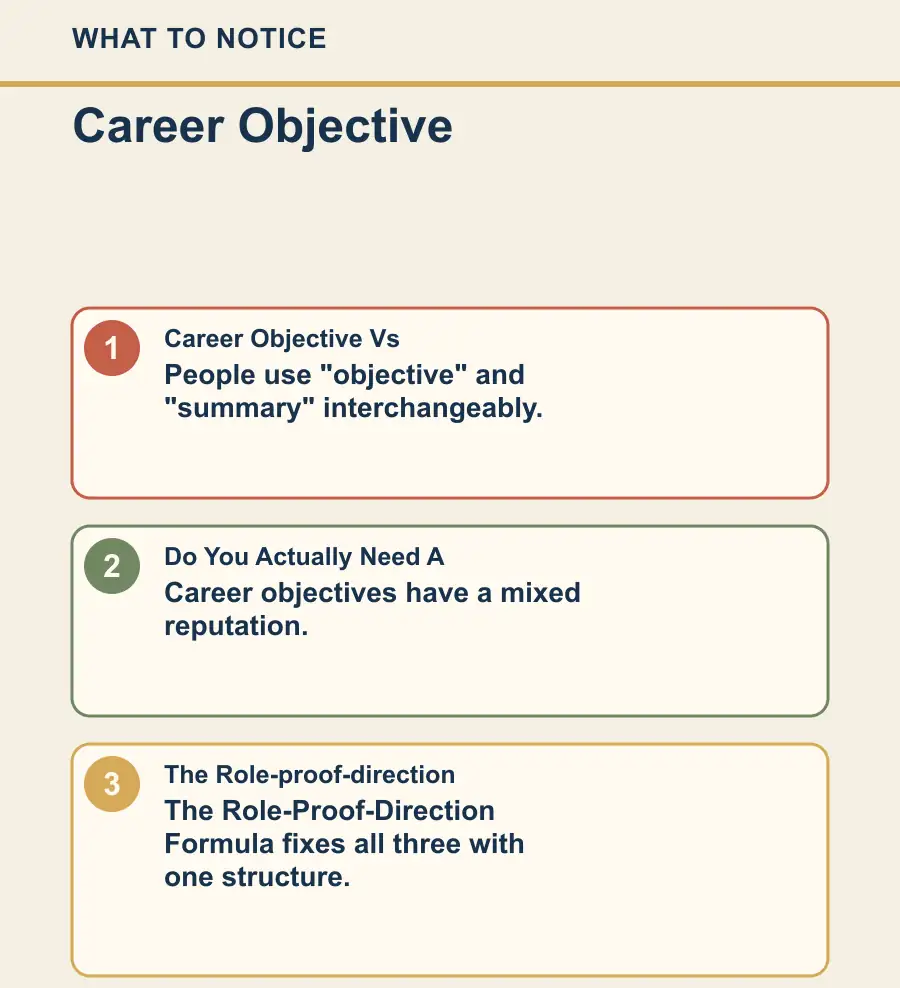 WHAT TO NOTICE
Career Objective
1
Career Objective Vs
People use "objective" and
"summary" interchangeably.
2
Do You Actually Need A
Career objectives have a mixed
reputation.
3
The Role-proof-direction
The Role-Proof-Direction
Formula fixes all three with
one structure.